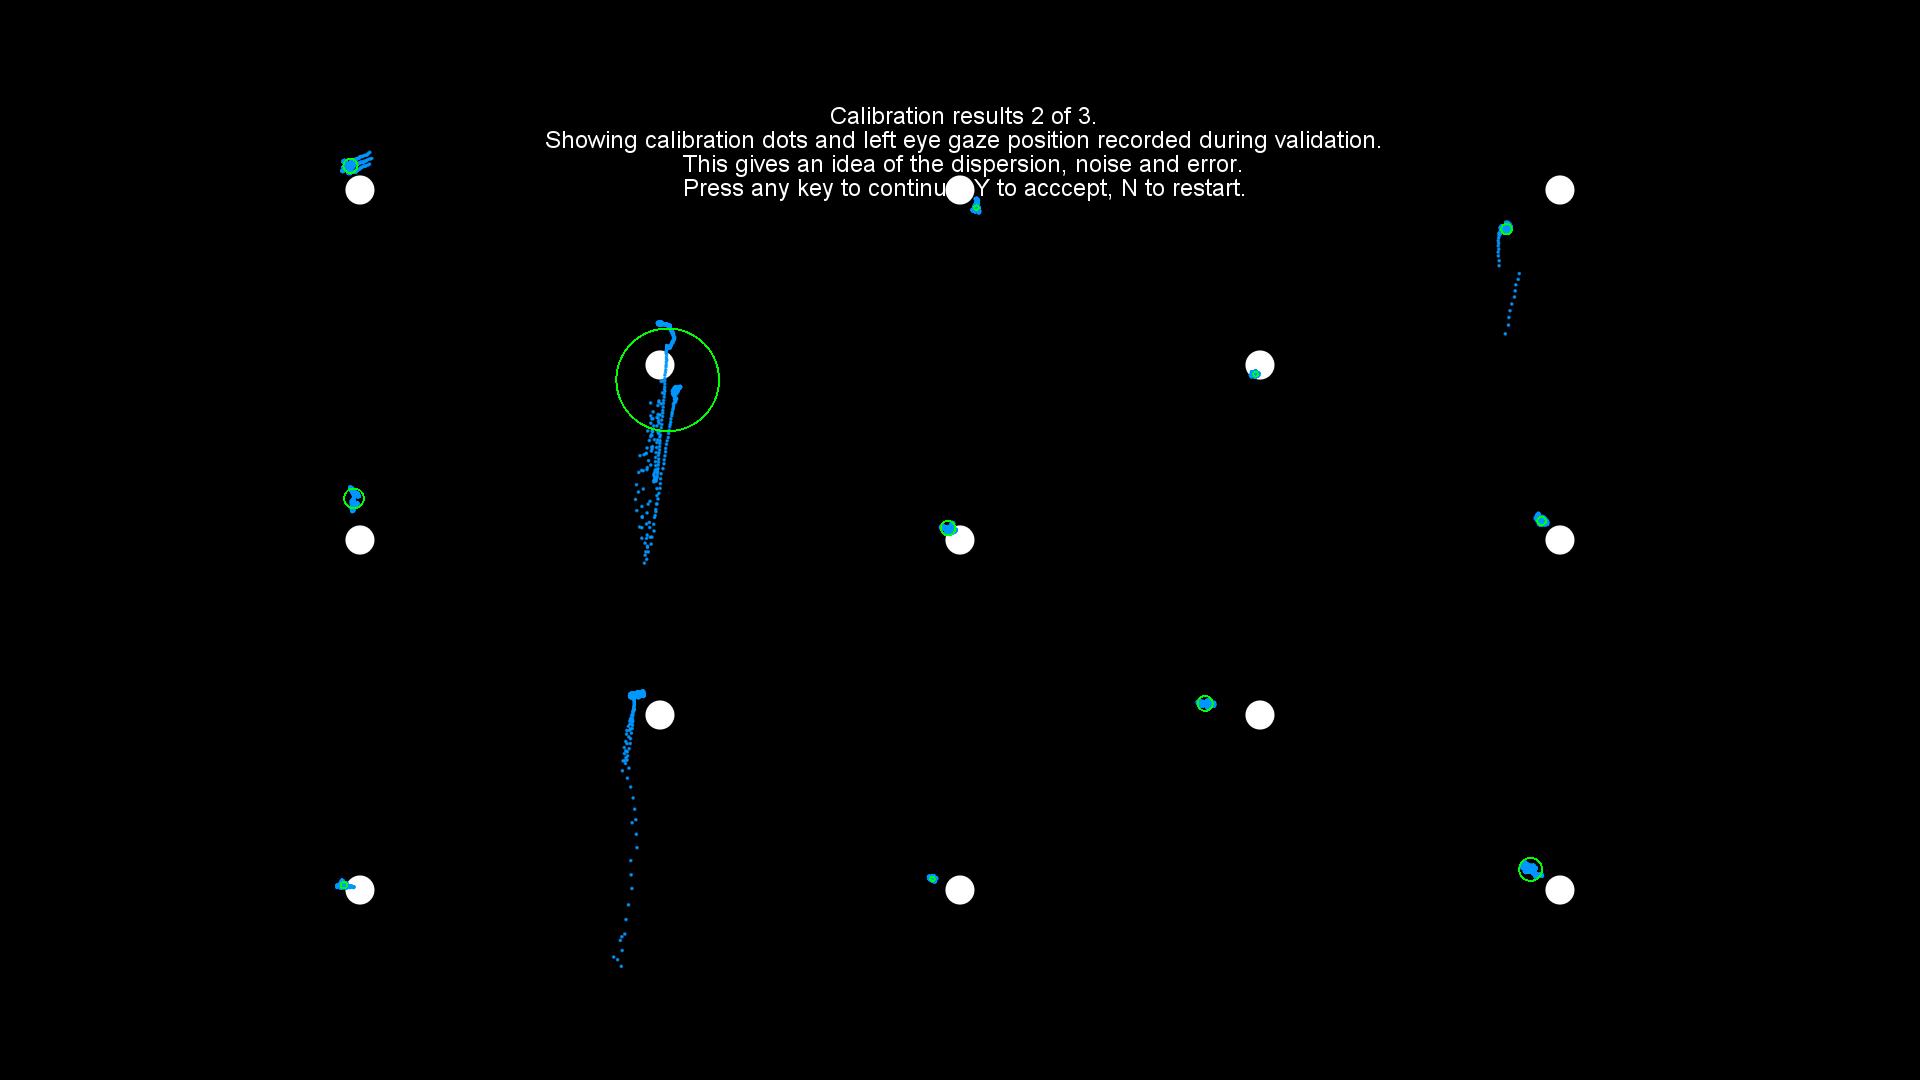 Calibration results 2 of 3.
Showing calibration dots and left eye gaze position recorded during validation.
This gives an idea of the dispersion, noise and error.
Press any key to continu Y to acccept, N to restart.